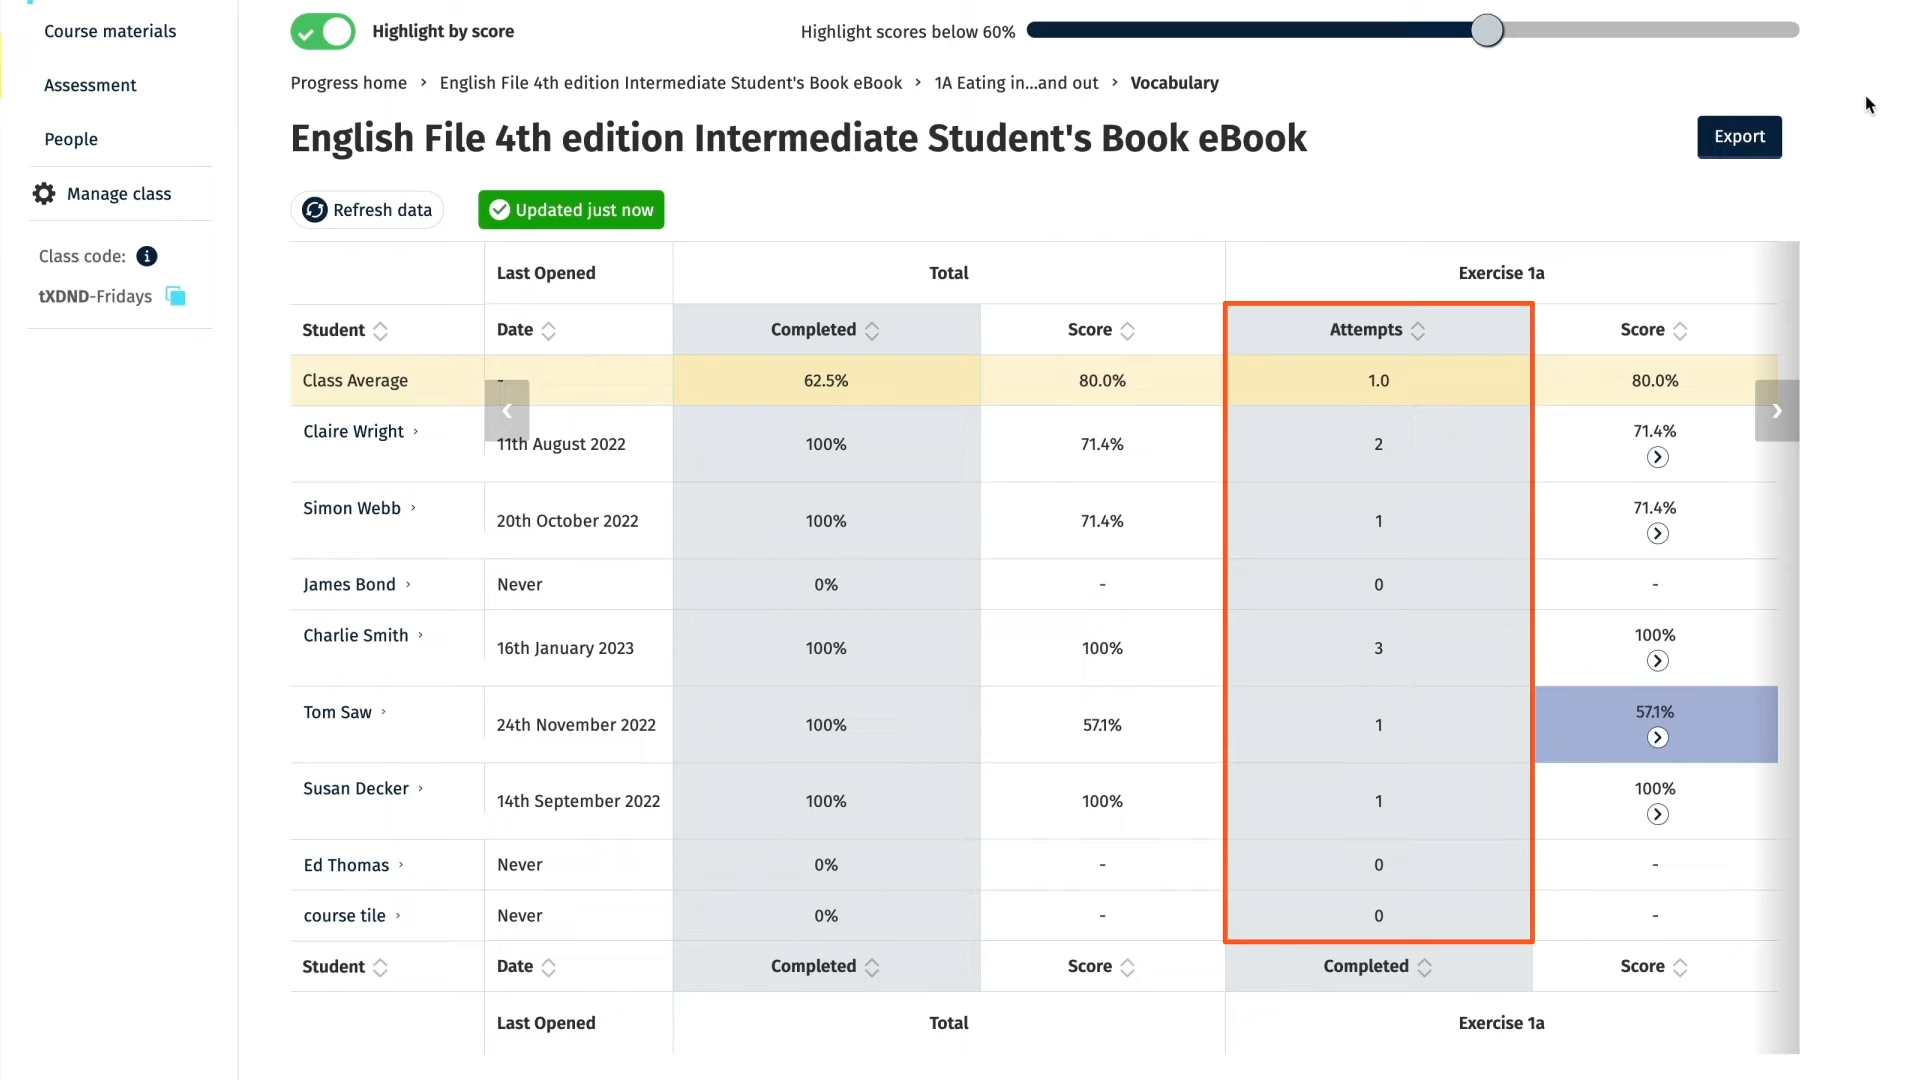 Course materials
Assessment
People
Manage class
Class code:
tXDND-Fridays
Highlight by score
Highlight scores below 60%
Progress home › English File 4th edition Intermediate Student's Book eBook › 1A Eating in...and out › Vocabulary
English File 4th edition Intermediate Student's Book eBook
Export
Refresh data
Updated just now
Last Opened Total Exercise 1a
Student Date Completed Score Attempts Score
Class Average - 62.5% 80.0% 1.0 80.0%
Claire Wright › 11th August 2022 100% 71.4% 2 71.4%
Simon Webb › 20th October 2022 100% 71.4% 1 71.4%
James Bond › Never 0% - 0 -
Charlie Smith › 16th January 2023 100% 100% 3 100%
Tom Saw › 24th November 2022 100% 57.1% 1 57.1%
Susan Decker › 14th September 2022 100% 100% 1 100%
Ed Thomas › Never 0% - 0 -
course tile › Never 0% - 0 -
Student Date Completed Score Completed Score
Last Opened Total Exercise 1a